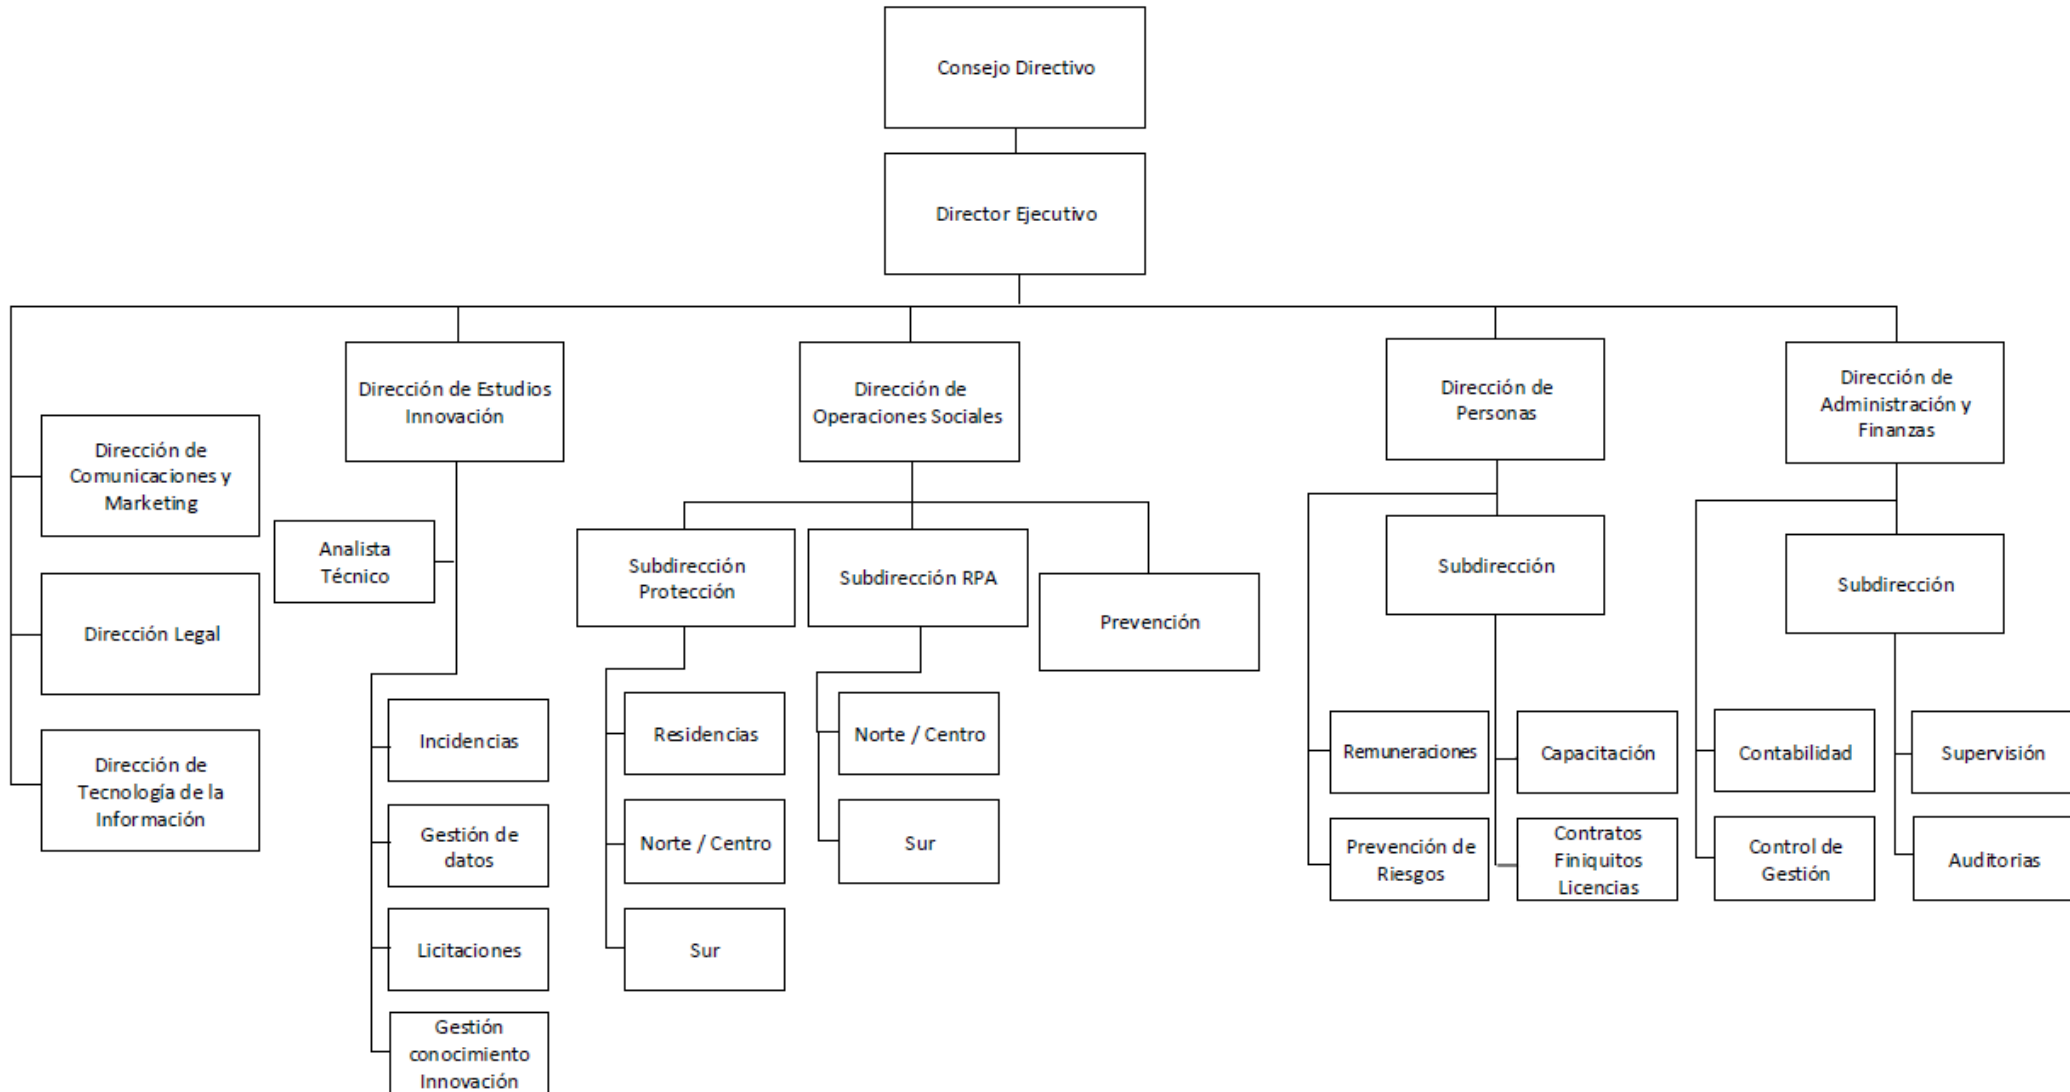 Consejo Directivo
Director Ejecutivo
Dirección de
Comunicaciones y
Marketing
Dirección Legal
Dirección de
Tecnología de la
Información
Dirección de Estudios
Innovación
Analista
Técnico
Incidencias
Gestión de
datos
Licitaciones
Gestión
conocimiento
Innovación
Dirección de
Operaciones Sociales
Subdirección
Protección
Residencias
Norte / Centro
Sur
Subdirección RPA
Norte / Centro
Sur
Prevención
Dirección de
Personas
Subdirección
Remuneraciones
Prevención de
Riesgos
Capacitación
Contratos
Finiquitos
Licencias
Dirección de
Administración y
Finanzas
Subdirección
Contabilidad
Control de
Gestión
Supervisión
Auditorias